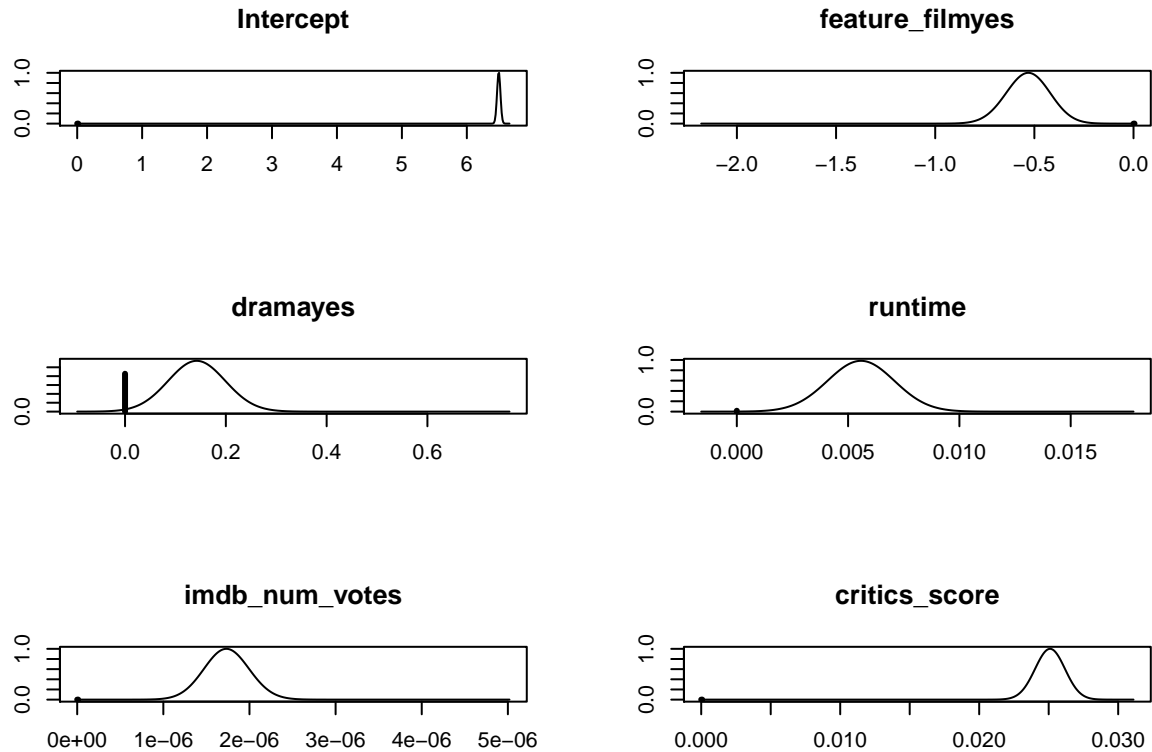 Intercept
0.0 1.0
0 1 2 3 4 5 6
feature_filmyes
0.0 1.0
−2.0 −1.5 −1.0 −0.5 0.0
dramayes
0.0
0.0 0.2 0.4 0.6
runtime
0.0 1.0
0.000 0.005 0.010 0.015
imdb_num_votes
0.0 1.0
0e+00 1e−06 2e−06 3e−06 4e−06 5e−06
critics_score
0.0 1.0
0.000 0.010 0.020 0.030